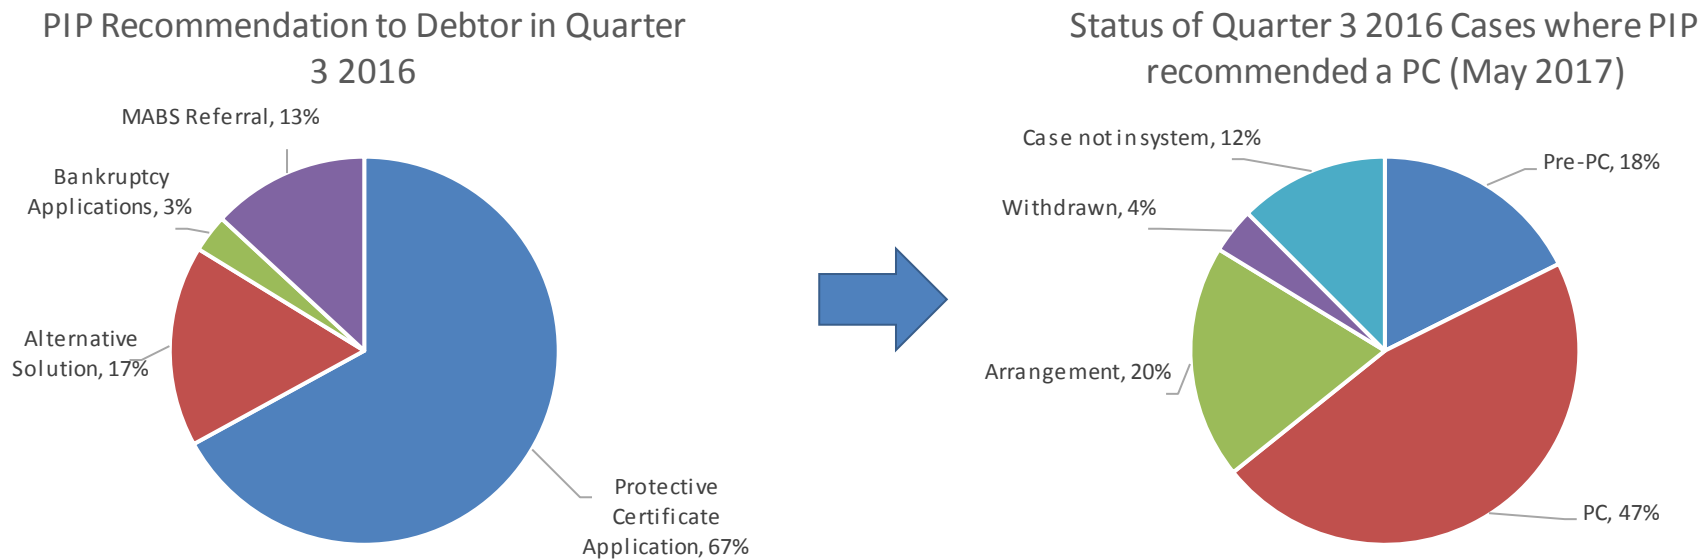 PIP Recommendation to Debtor in Quarter
3 2016
MABS Referral, 13%
Bankruptcy
Applications, 3%
Alternative
Solution, 17%
Protective
Certificate
Application, 67%
Status of Quarter 3 2016 Cases where PIP
recommended a PC (May 2017)
Case not in system, 12%
Pre-PC, 18%
Withdrawn, 4%
Arrangement, 20%
PC, 47%